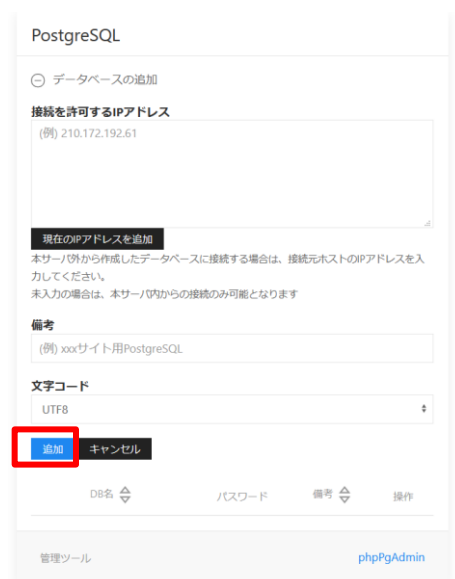 PostgreSQL
データベースの追加
接続を許可するIPアドレス
(例) 210.172.192.61
現在のIPアドレスを追加
本サーバ外から作成したデータベースに接続する場合は、接続元ホストのIPアドレスを入
力してください。
未入力の場合は、本サーバ内からの接続のみ可能となります
備考
(例) xxxサイト用PostgreSQL
文字コード
UTF8
追加 キャンセル
DB名 パスワード 備考 操作
管理ツール phpPgAdmin